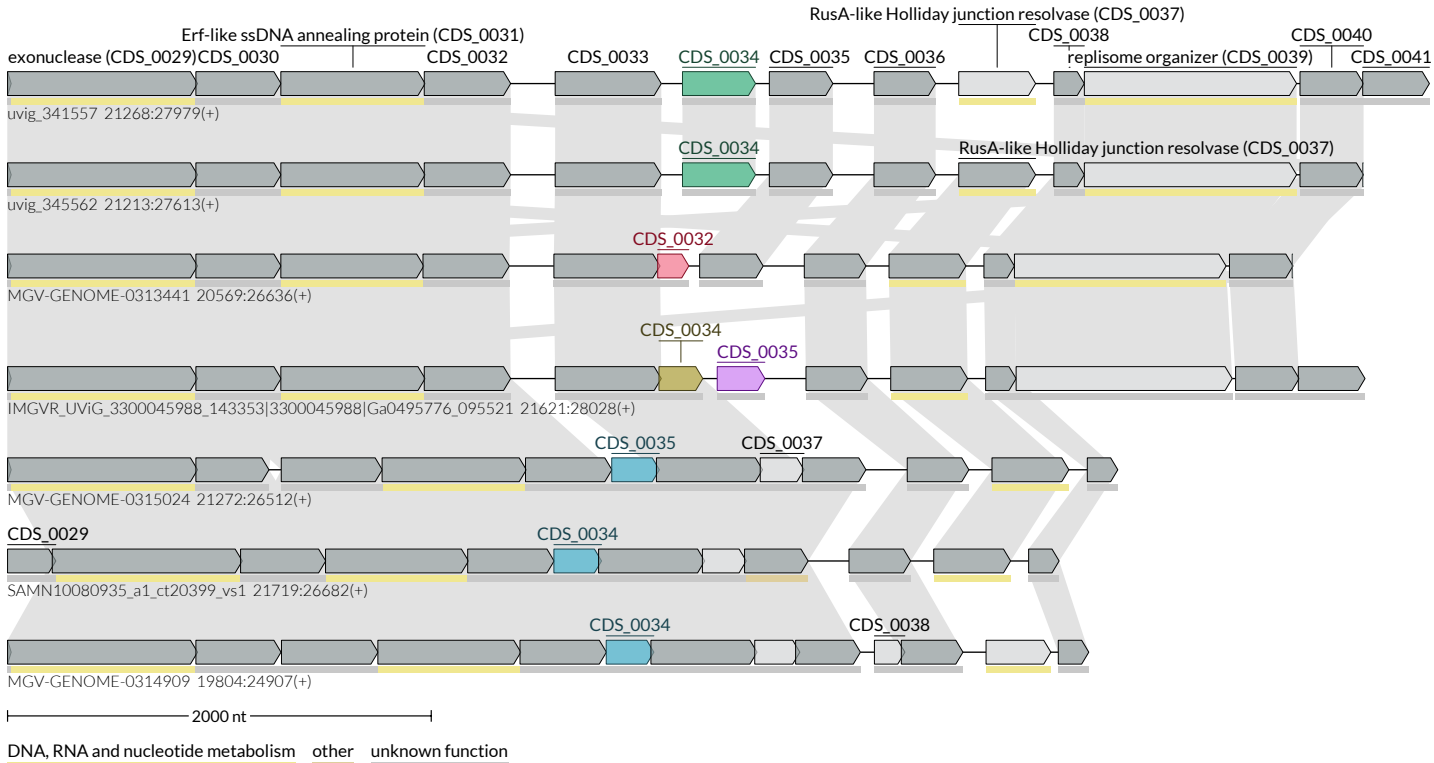 RusA-like Holliday junction resolvase (CDS_0037)
Erf-like ssDNA annealing protein (CDS_0031) CDS_0038 CDS_0040
exonuclease (CDS_0029) CDS_0030 CDS_0032 CDS_0033 CDS_0034 CDS_0035 CDS_0036 replisome organizer (CDS_0039) CDS_0041
uvig_341557 21268:27979(+)
CDS_0034 RusA-like Holliday junction resolvase (CDS_0037)
uvig_345562 21213:27613(+)
CDS_0032
MGV-GENOME-0313441 20569:26636(+)
CDS_0034
CDS_0035
IMGVR_UViG_3300045988_143353|3300045988|Ga0495776_095521 21621:28028(+)
CDS_0035 CDS_0037
MGV-GENOME-0315024 21272:26512(+)
CDS_0029 CDS_0034
SAMN10080935_a1_ct20399_vs1 21719:26682(+)
CDS_0034 CDS_0038
MGV-GENOME-0314909 19804:24907(+)
2000 nt
DNA, RNA and nucleotide metabolism other unknown function